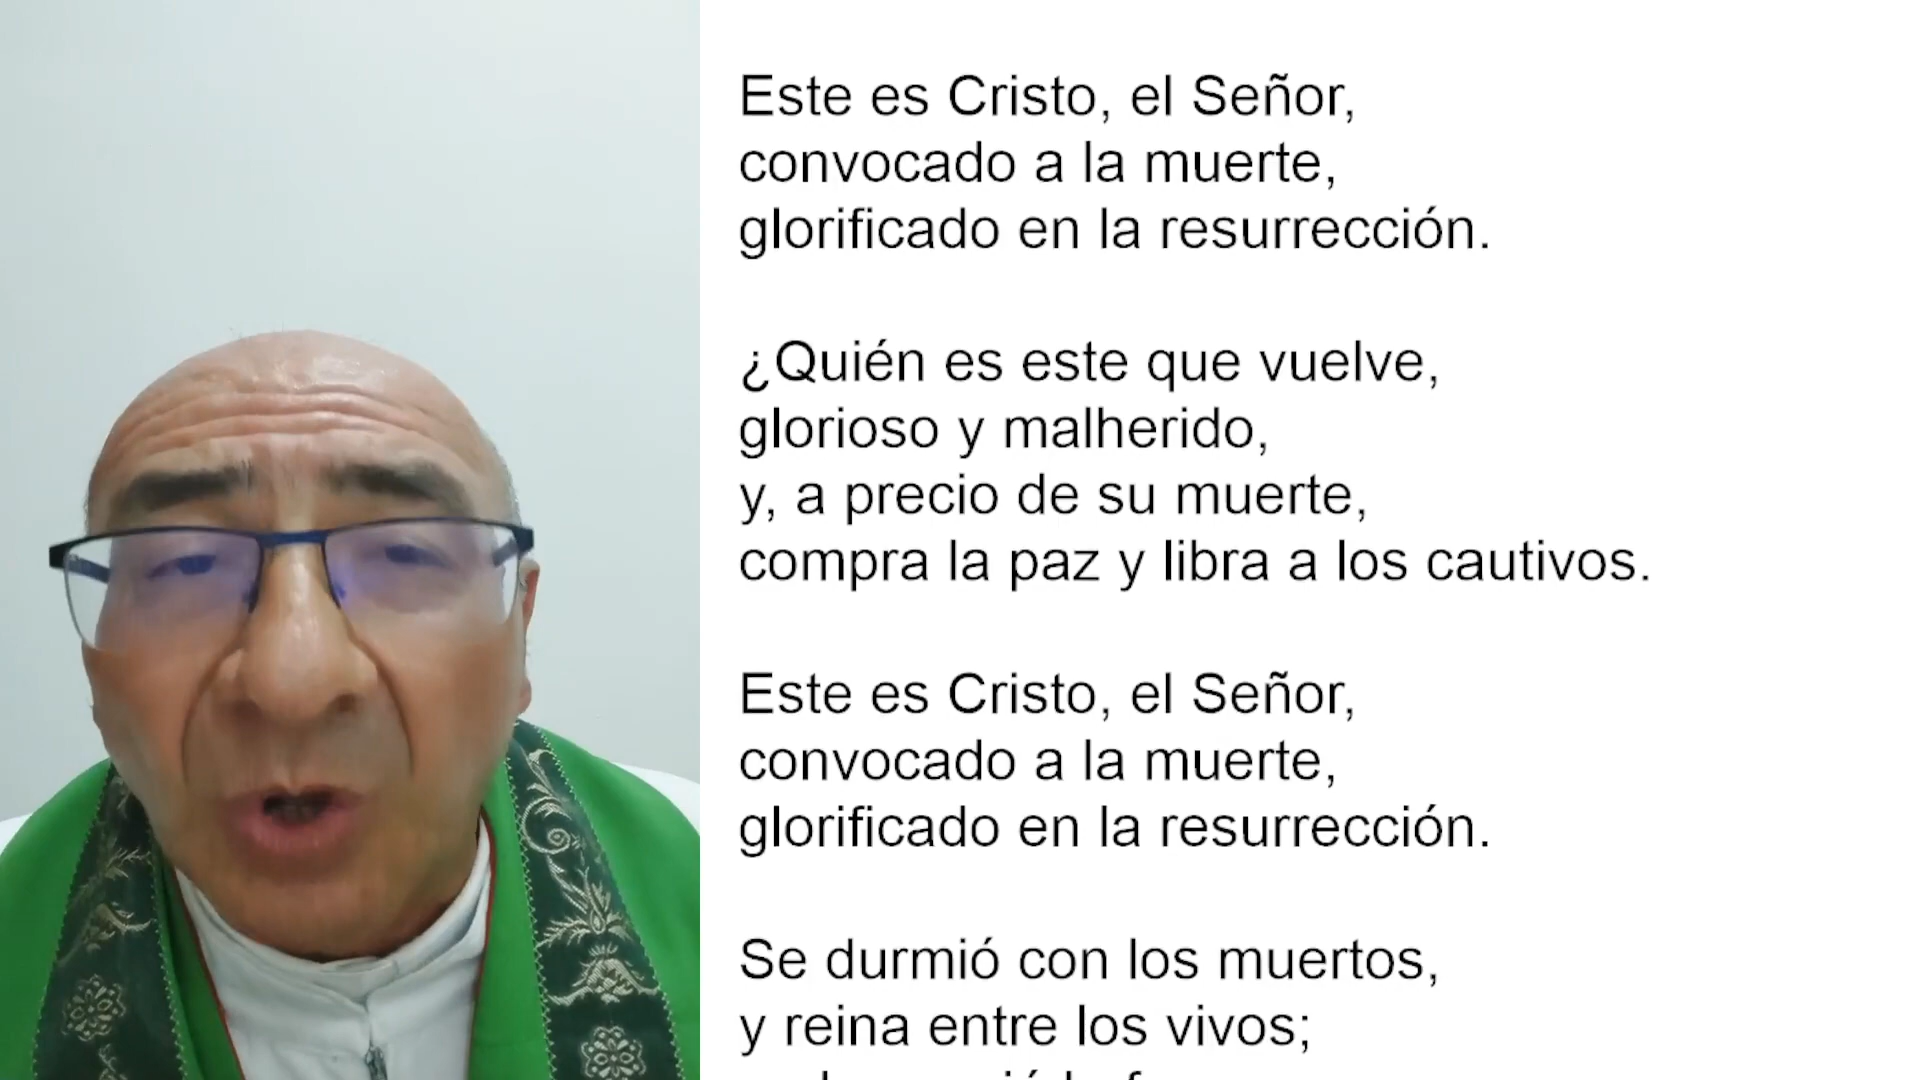 Este es Cristo, el Señor,
convocado a la muerte,
glorificado en la resurrección.
¿Quién es este que vuelve,
glorioso y malherido,
y, a precio de su muerte,
compra la paz y libra a los cautivos.
Este es Cristo, el Señor,
convocado a la muerte,
glorificado en la resurrección.
Se durmió con los muertos,
y reina entre los vivos;